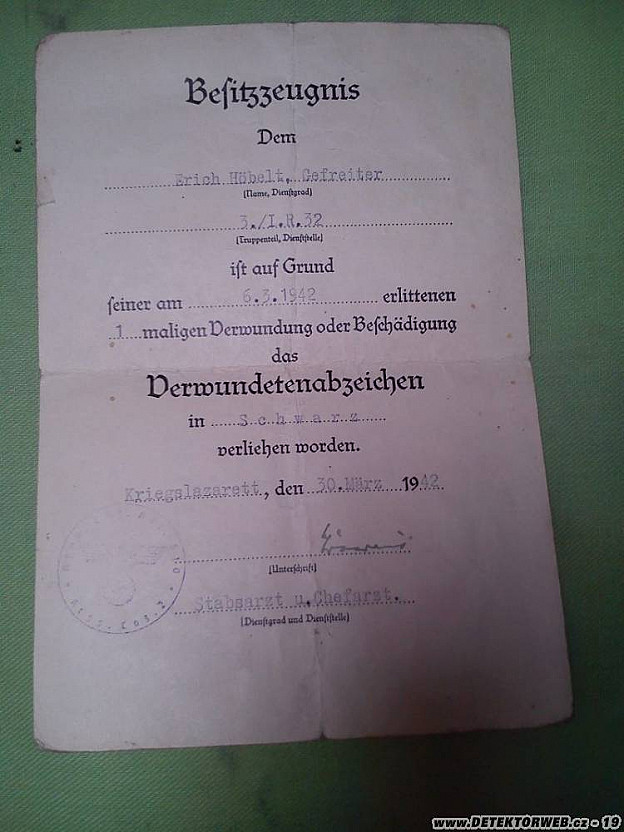 Besitzzeugnis
Dem
Erich Höbelt, Gefreiter
(Name, Dienstgrad)
3./I.R.32
(Truppenteil, Dienststelle)
ist auf Grund
seiner am 6.3.1942 erlittenen
1 maligen Verwundung oder Beschädigung
das
Verwundetenabzeichen
in Schwarz
verliehen worden.
Kriegslazarett, den 30.März 1942
(Unterschrift)
Stabsarzt u.Chefarzt.
(Dienstgrad und Dienststelle)
www.DETEKTORWEB.cz - 19